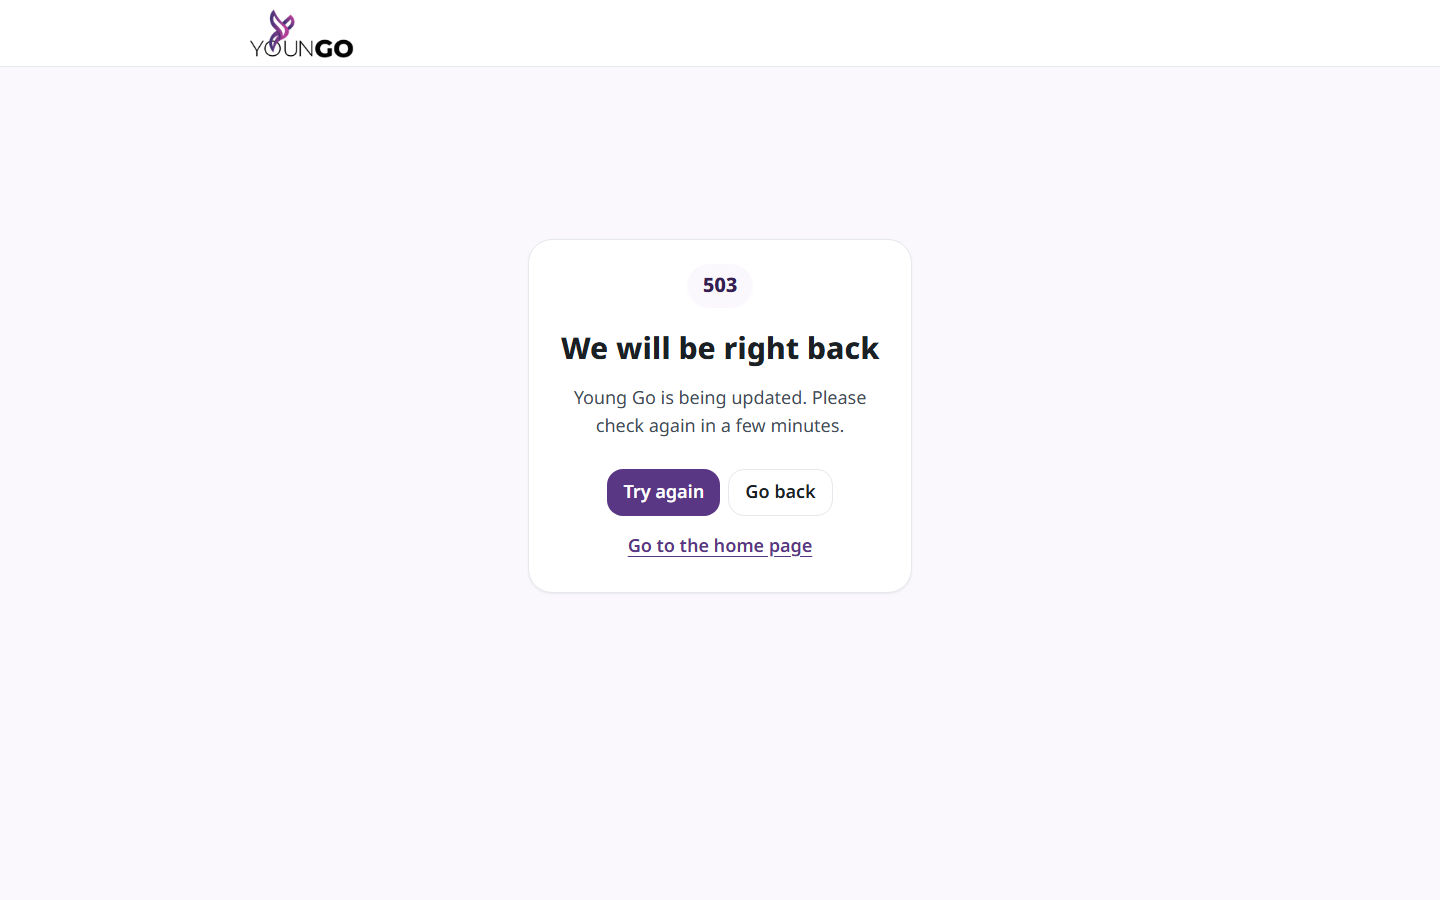 YOUNGO
503
We will be right back
Young Go is being updated. Please
check again in a few minutes.
Try again
Go back
Go to the home page